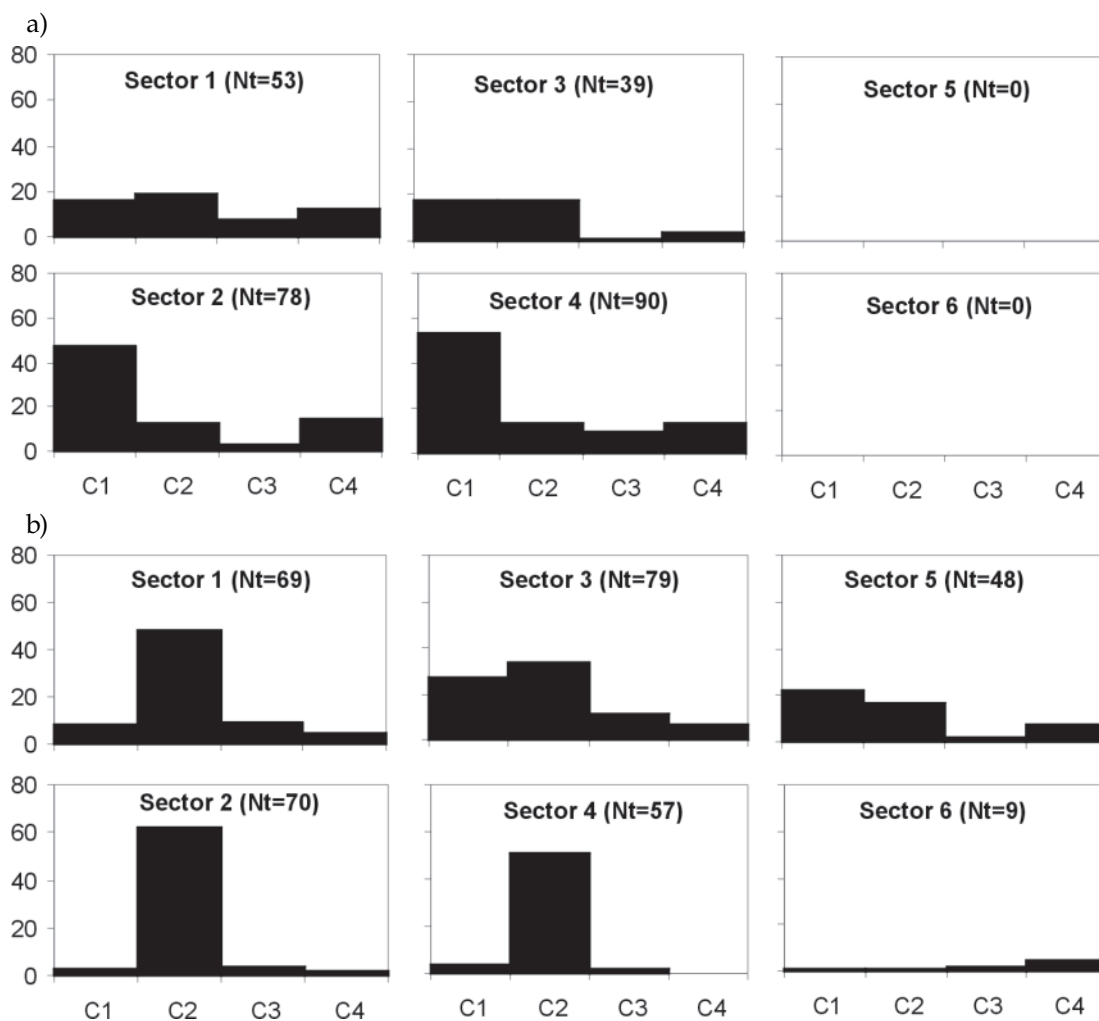 a)
80
60
40
20
0
Sector 1 (Nt=53)
Sector 3 (Nt=39)
Sector 5 (Nt=0)
80
60
40
20
0
Sector 2 (Nt=78)
Sector 4 (Nt=90)
Sector 6 (Nt=0)
C1 C2 C3 C4
C1 C2 C3 C4
C1 C2 C3 C4
b)
80
60
40
20
0
Sector 1 (Nt=69)
Sector 3 (Nt=79)
Sector 5 (Nt=48)
80
60
40
20
0
Sector 2 (Nt=70)
Sector 4 (Nt=57)
Sector 6 (Nt=9)
C1 C2 C3 C4
C1 C2 C3 C4
C1 C2 C3 C4